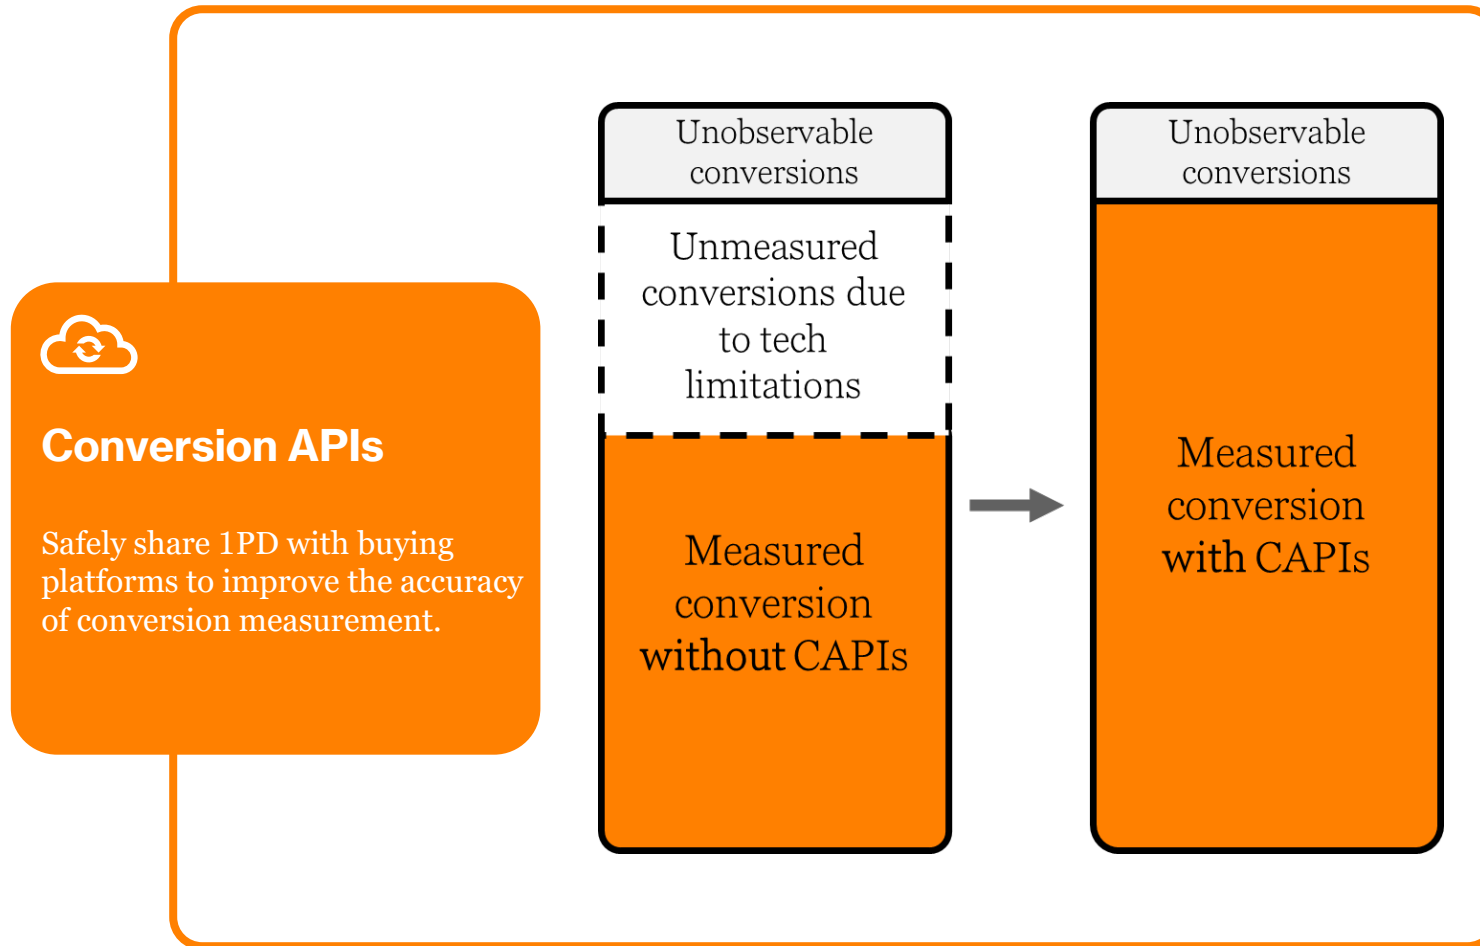 Conversion APIs
Safely share 1PD with buying
platforms to improve the accuracy
of conversion measurement.
Unobservable
conversions
Unmeasured
conversions due
to tech
limitations
Measured
conversion
without CAPIs
Unobservable
conversions
Measured
conversion
with CAPIs